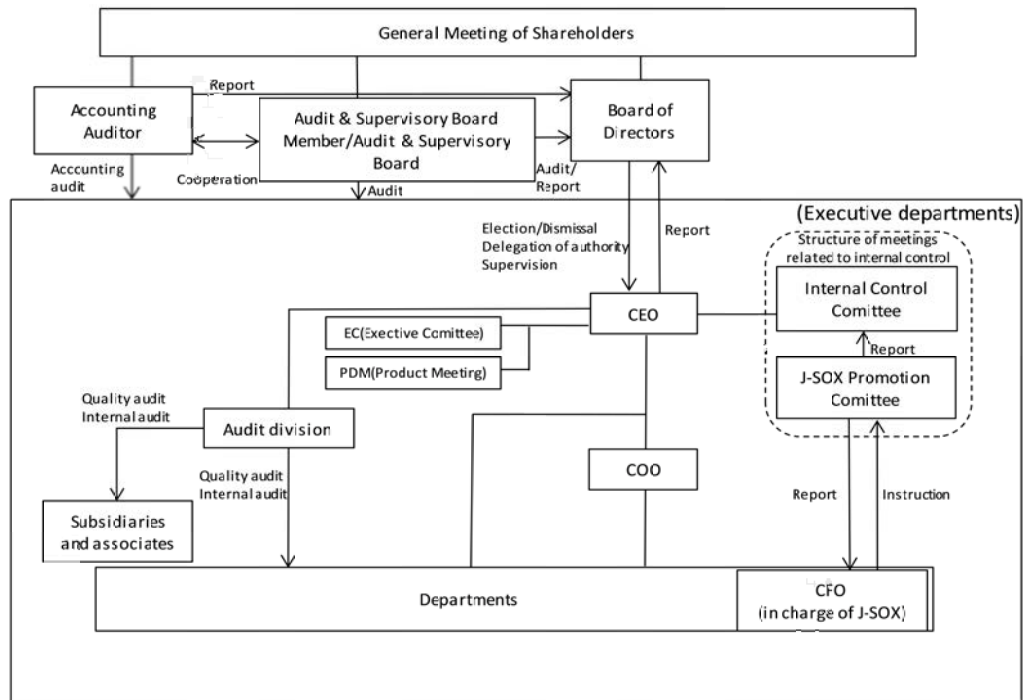 General Meeting of Shareholders
Report
Accounting
Auditor
Audit & Supervisory Board
Member/Audit & Supervisory
Board
Board of
Directors
Accounting
audit
Cooperation
Audit
Audit/
Report
(Executive departments)
Election/Dismissal
Delegation of authority
Supervision
Report
Structure of meetings
related to internal control
Internal Control
Comittee
CEO
EC(Exective Comittee)
Report
PDM(Product Meeting)
J-SOX Promotion
Comittee
Quality audit
Internal audit
Audit division
COO
Quality audit
Internal audit
Report
Instruction
Subsidiaries
and associates
Departments
CFO
(in charge of J-SOX)